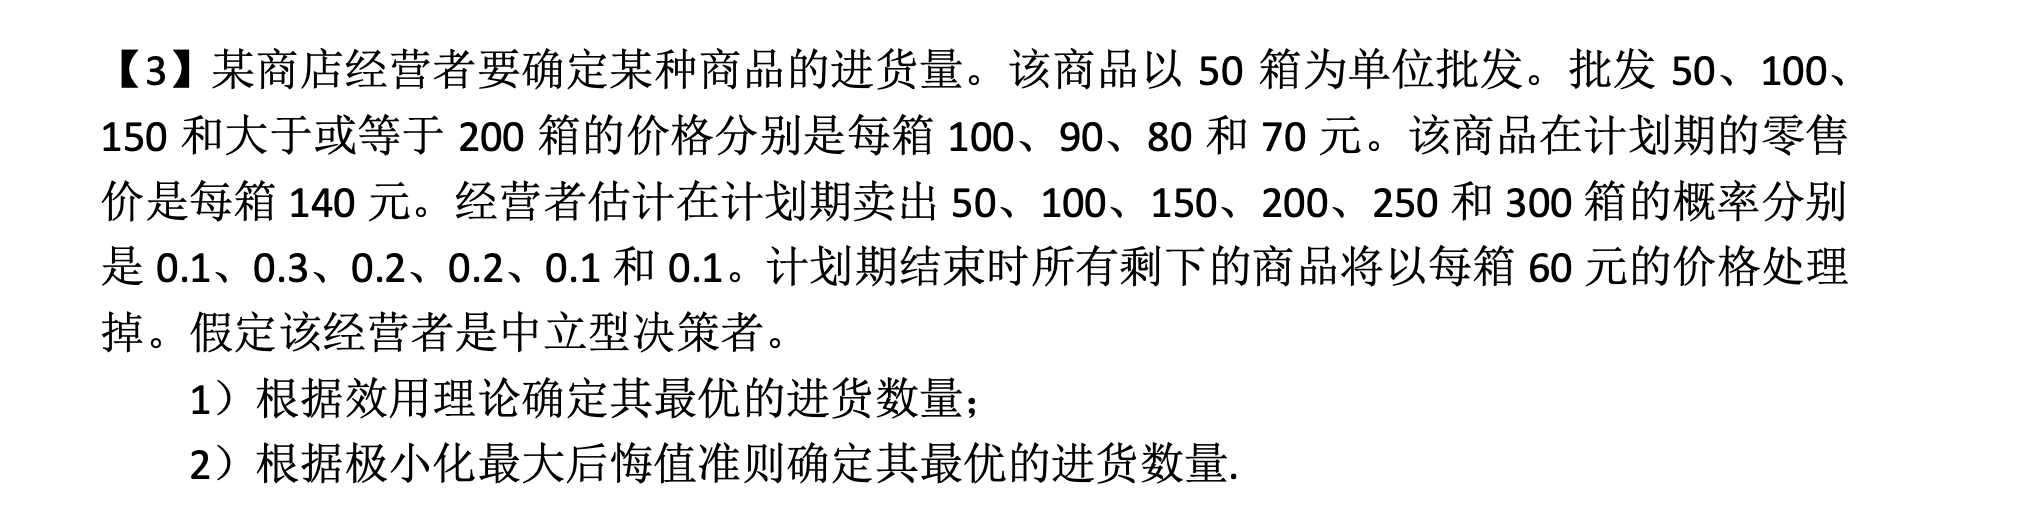 【3】某商店经营者要确定某种商品的进货量。该商品以 50 箱为单位批发。批发 50、100、
150 和大于或等于 200 箱的价格分别是每箱 100、90、80 和 70 元。该商品在计划期的零售
价是每箱 140 元。经营者估计在计划期卖出 50、100、150、200、250 和 300 箱的概率分别
是 0.1、0.3、0.2、0.2、0.1 和 0.1。计划期结束时所有剩下的商品将以每箱 60 元的价格处理
掉。假定该经营者是中立型决策者。
1）根据效用理论确定其最优的进货数量；
2）根据极小化最大后悔值准则确定其最优的进货数量.